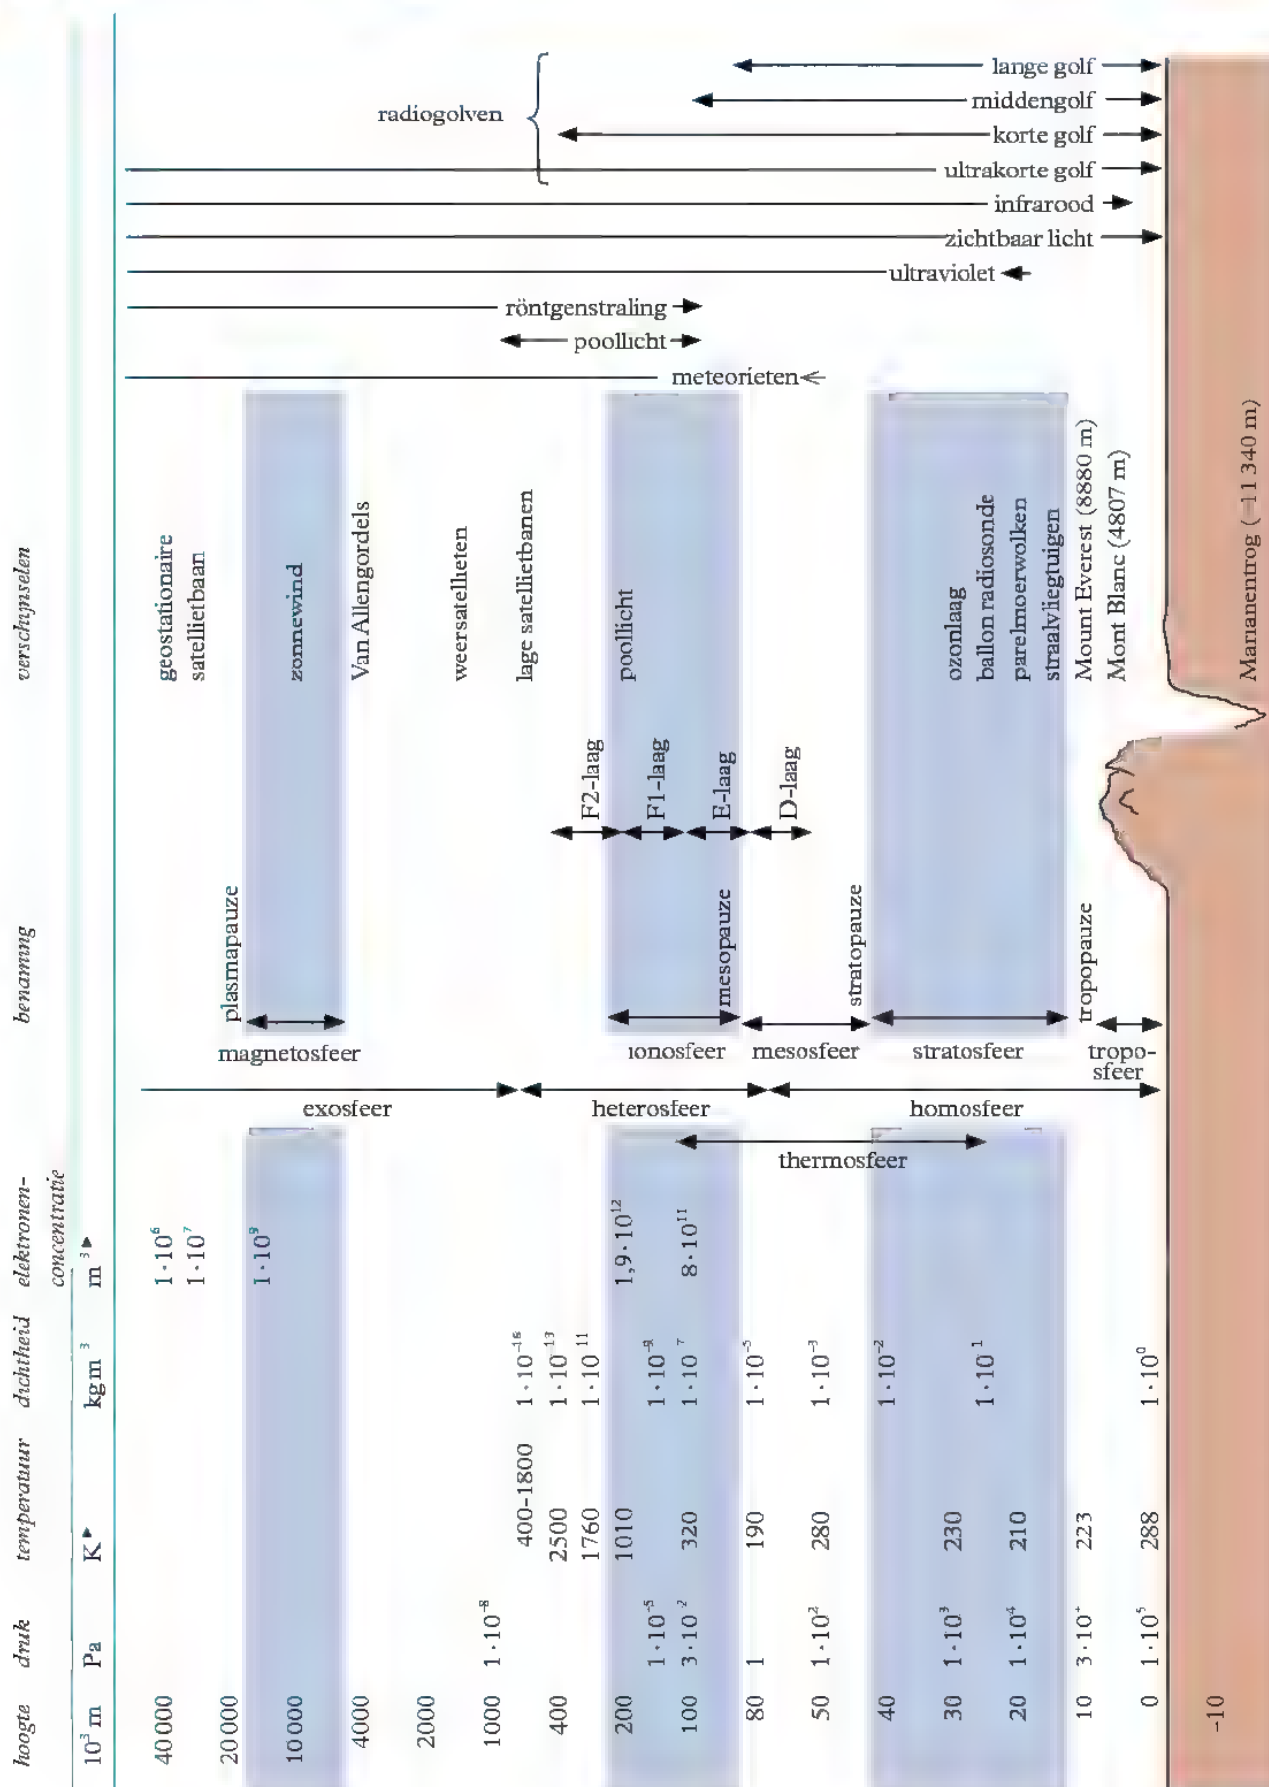 hoogte druk temperatuur dichtheid elektronen-
concentratie benaming verschijnselen
10³ m Pa K kg m ³ m ³
40 000 1 · 10⁶ geostationaire
1 · 10⁷ satellietbaan
20 000 plasmapauze
1 · 10⁹
10 000 magnetosfeer zonnewind
4000 Van Allengordels
exosfeer
2000 weersatellieten
1000 1 · 10⁻⁸
400-1800 1 · 10⁻¹⁶ lage satellietbanen
400 2500 1 · 10⁻¹³
1760 1 · 10 ¹¹ F2-laag
200 1010 1,9 · 10¹² poollicht
1 · 10⁻⁵ 1 · 10⁻⁹ heterosfeer ionosfeer F1-laag
100 3 · 10⁻² 320 1 · 10 ⁷ 8 · 10¹¹
mesopauze E-laag
80 1 190 1 · 10⁻⁵
D-laag
50 1 · 10² 280 1 · 10⁻³ thermosfeer mesosfeer
stratopauze
40 1 · 10⁻²
30 1 · 10³ 230 homosfeer stratosfeer ozonlaag
1 · 10 ¹ ballon radiosonde
20 1 · 10⁴ 210 parelmoerwolken
straalvliegtuigen
10 3 · 10⁴ 223 tropopauze Mount Everest (8880 m)
tropo-
sfeer Mont Blanc (4807 m)
0 1 · 10⁵ 288 1 · 10⁰
-10
Marianentrog (-11 340 m)
radiogolven
lange golf
middengolf
korte golf
ultrakorte golf
infrarood
zichtbaar licht
ultraviolet
röntgenstraling
poollicht
meteorieten